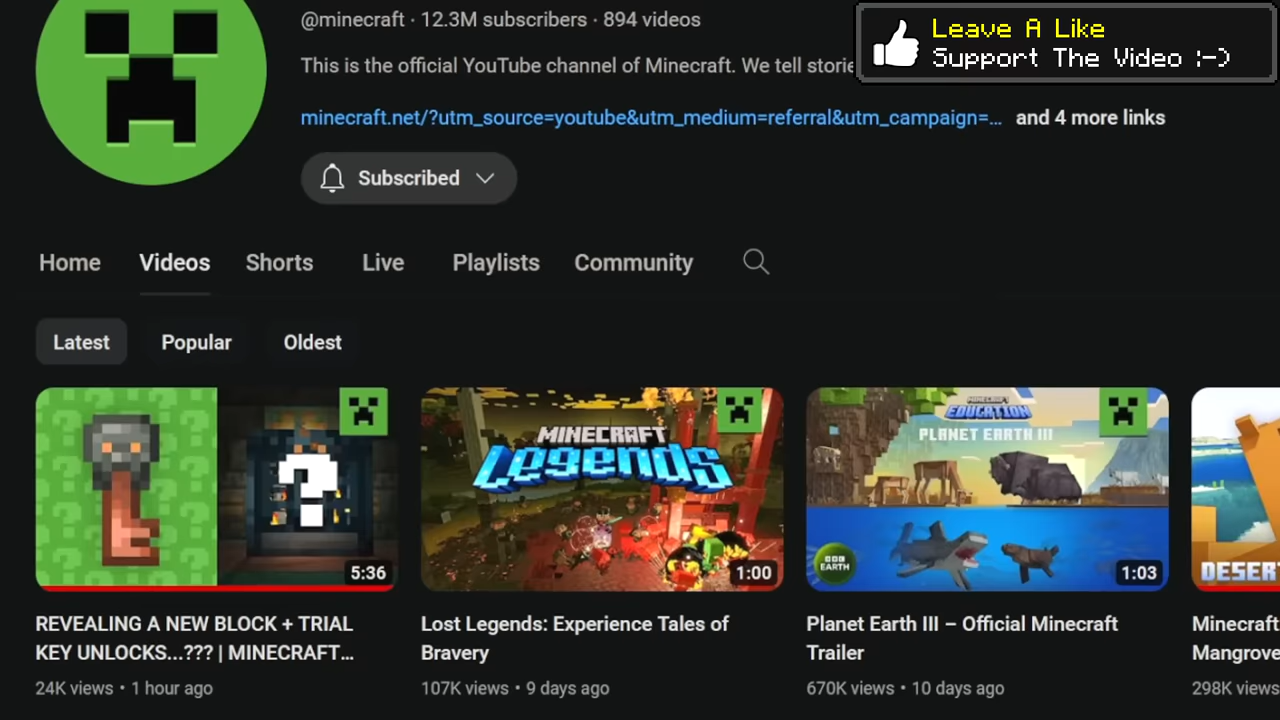 @minecraft · 12.3M subscribers · 894 videos
Leave A Like
Support The Video :-)
This is the official YouTube channel of Minecraft. We tell storie
minecraft.net/?utm_source=youtube&utm_medium=referral&utm_campaign=... and 4 more links
Subscribed
Home Videos Shorts Live Playlists Community
Latest Popular Oldest
?
5:36
MINECRAFT
Legends
1:00
MINECRAFT
EDUCATION
PLANET EARTH III
BBC
EARTH
1:03
DESERT
REVEALING A NEW BLOCK + TRIAL
KEY UNLOCKS...??? | MINECRAFT...
24K views • 1 hour ago
Lost Legends: Experience Tales of
Bravery
107K views • 9 days ago
Planet Earth III – Official Minecraft
Trailer
670K views • 10 days ago
Minecraft
Mangrove
298K views